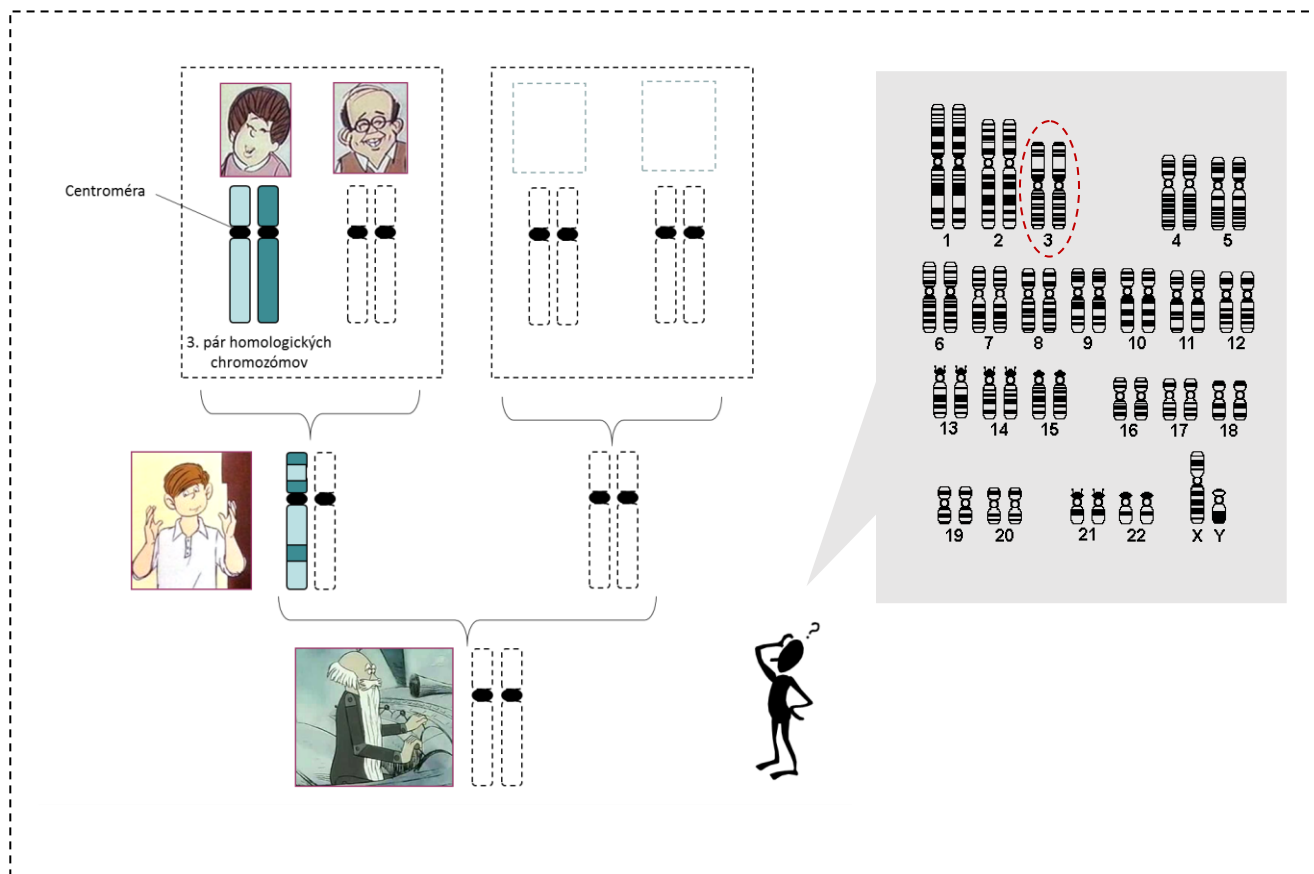 Centroméra
3. pár homologických
chromozómov
?
1 2 3 4 5
6 7 8 9 10 11 12
13 14 15 16 17 18
19 20 21 22 X Y